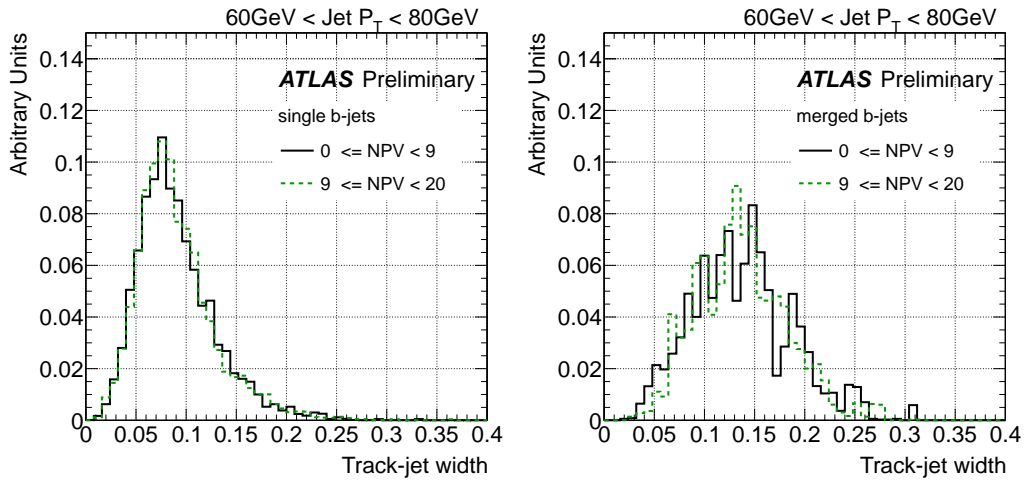 60GeV < Jet P_T < 80GeV
Arbitrary Units
0.14
0.12
0.1
0.08
0.06
0.04
0.02
0
ATLAS Preliminary
single b-jets
0 <= NPV < 9
9 <= NPV < 20
0 0.05 0.1 0.15 0.2 0.25 0.3 0.35 0.4
Track-jet width
60GeV < Jet P_T < 80GeV
Arbitrary Units
0.14
0.12
0.1
0.08
0.06
0.04
0.02
0
ATLAS Preliminary
merged b-jets
0 <= NPV < 9
9 <= NPV < 20
0 0.05 0.1 0.15 0.2 0.25 0.3 0.35 0.4
Track-jet width